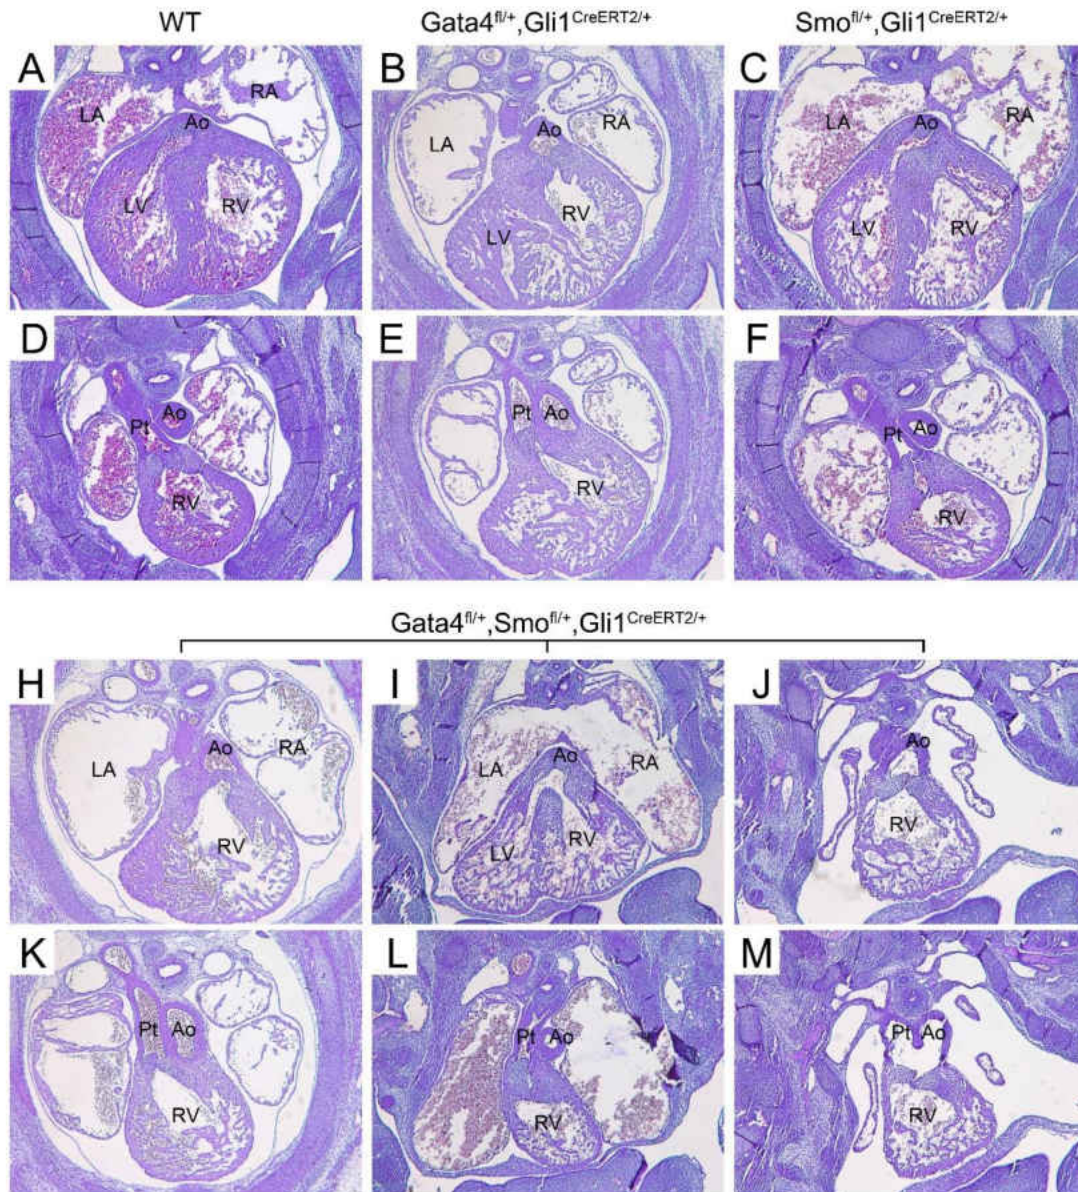 WT Gata4fl/+,Gli1CreERT2/+ Smofl/+,Gli1CreERT2/+
A B C
LA RA Ao LV RV
LA Ao RA LV RV
LA RA Ao LV RV
D E F
Ao Pt RV
Pt Ao RV
Pt Ao RV
Gata4fl/+,Smofl/+,Gli1CreERT2/+
H I J
LA Ao RA RV
LA Ao RA LV RV
Ao RV
K L M
Pt Ao RV
Pt Ao RV
Pt Ao RV